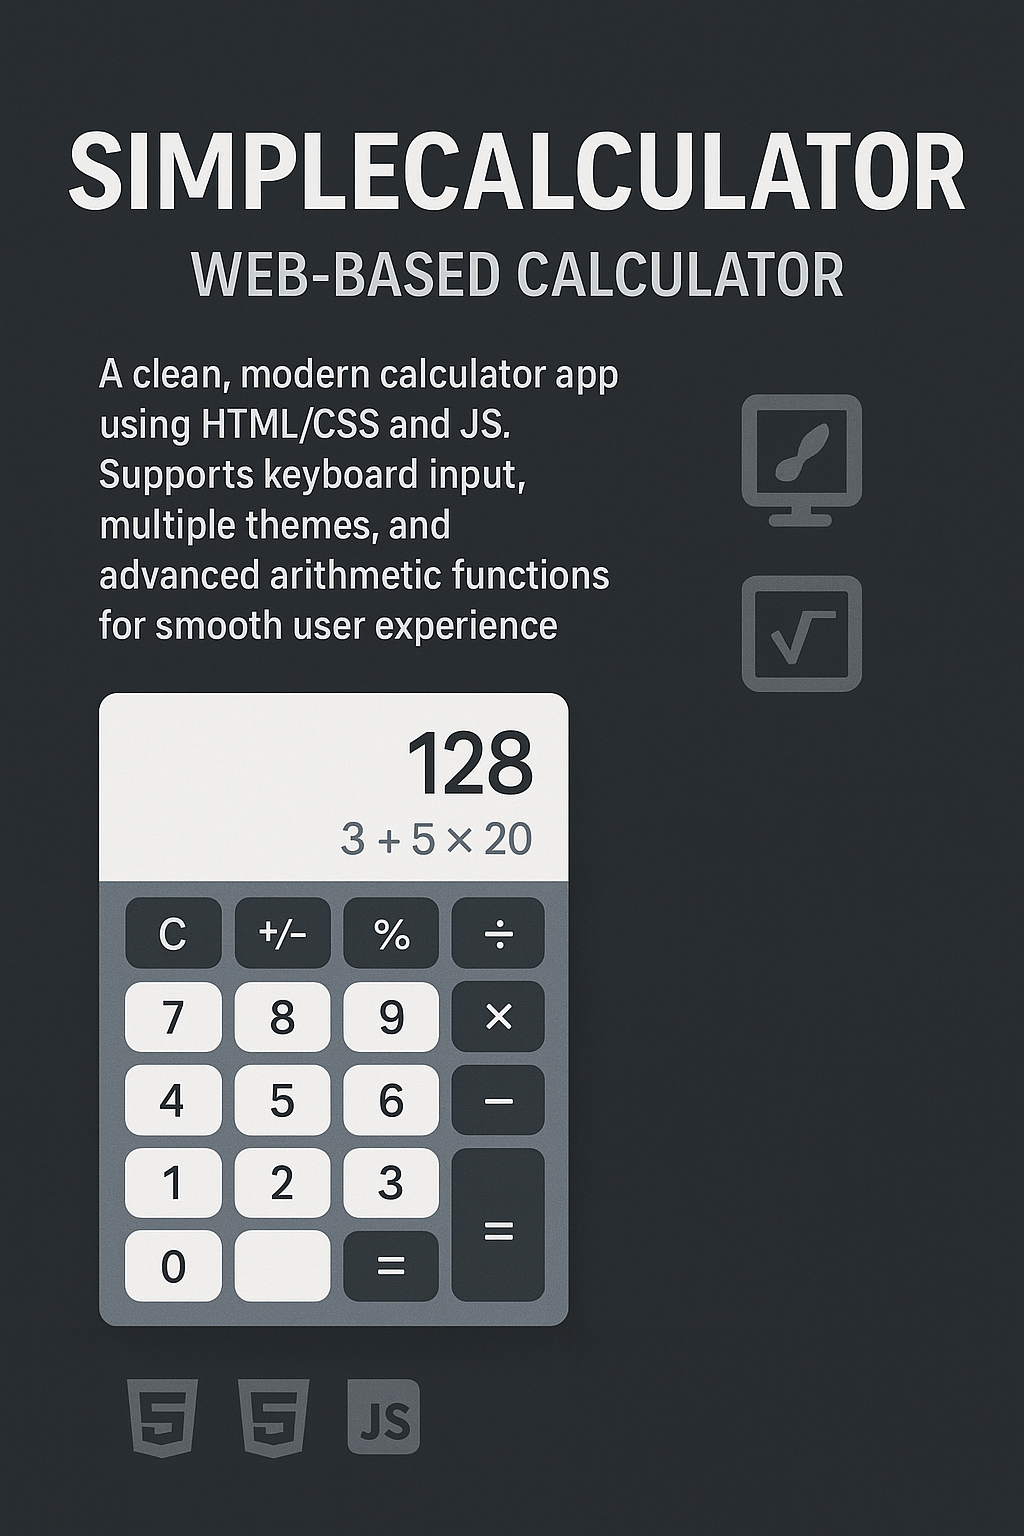 SIMPLECALCULATOR
WEB-BASED CALCULATOR
A clean, modern calculator app
using HTML/CSS and JS.
Supports keyboard input,
multiple themes, and
advanced arithmetic functions
for smooth user experience
128
3 + 5 × 20
C +/− % ÷
7 8 9 ×
4 5 6 −
1 2 3 =
0 =
5 5 JS